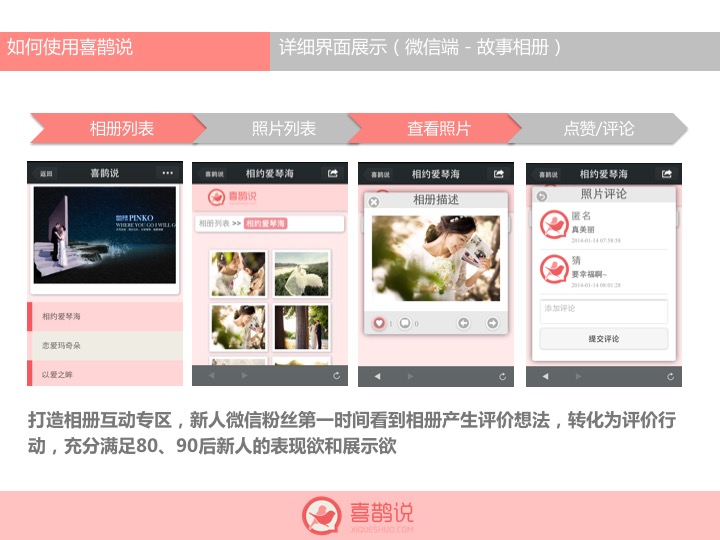 如何使用喜鹊说
详细界面展示（微信端－故事相册）
相册列表
照片列表
查看照片
点赞/评论
返回
喜鹊说
PINKO
WHERE YOU GO I WILL G
相约爱琴海
恋爱玛奇朵
以爱之眸
喜鹊说
相约爱琴海
喜鹊说
相册列表 >> 相约爱琴海
喜鹊说
相约爱琴海
相册描述
1
0
喜鹊说
相约爱琴海
照片评论
匿名
真美丽
2014-01-14 07:58:58
猜
要幸福啊~
2014-01-14 08:01:28
添加评论
提交评论
打造相册互动专区，新人微信粉丝第一时间看到相册产生评价想法，转化为评价行
动，充分满足80、90后新人的表现欲和展示欲
喜鹊说
XIQUESHUO.COM